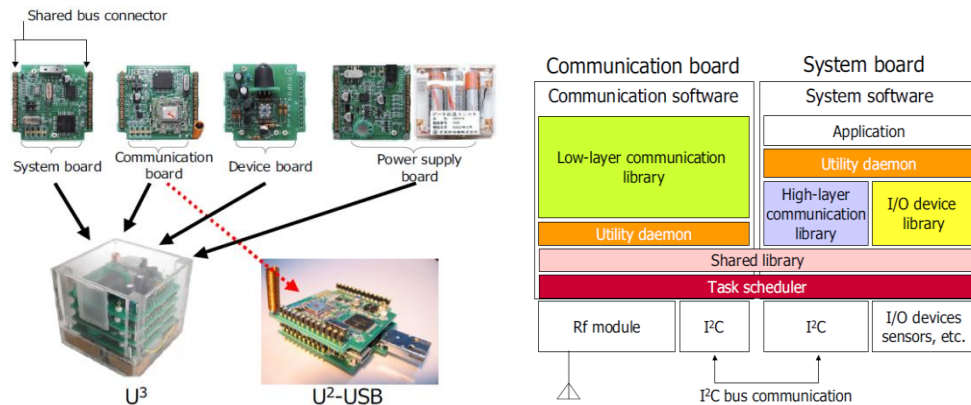 Shared bus connector
System board
Communication
board
Device board
Power supply
board
U³
U²-USB
Communication board
System board
Communication software
System software
Low-layer communication
library
Application
Utility daemon
High-layer
communication
library
I/O device
library
Utility daemon
Shared library
Task scheduler
Rf module
I²C
I²C
I/O devices
sensors, etc.
I²C bus communication